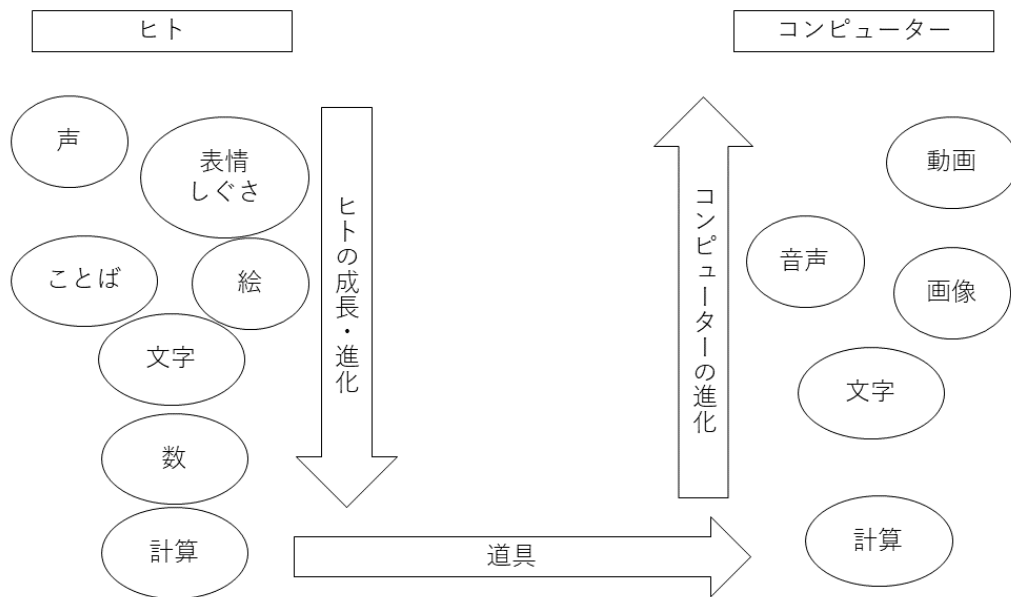 ヒト
コンピューター
声
表情
しぐさ
ことば
絵
文字
数
計算
ヒトの成長・進化
道具
コンピューターの進化
動画
音声
画像
文字
計算